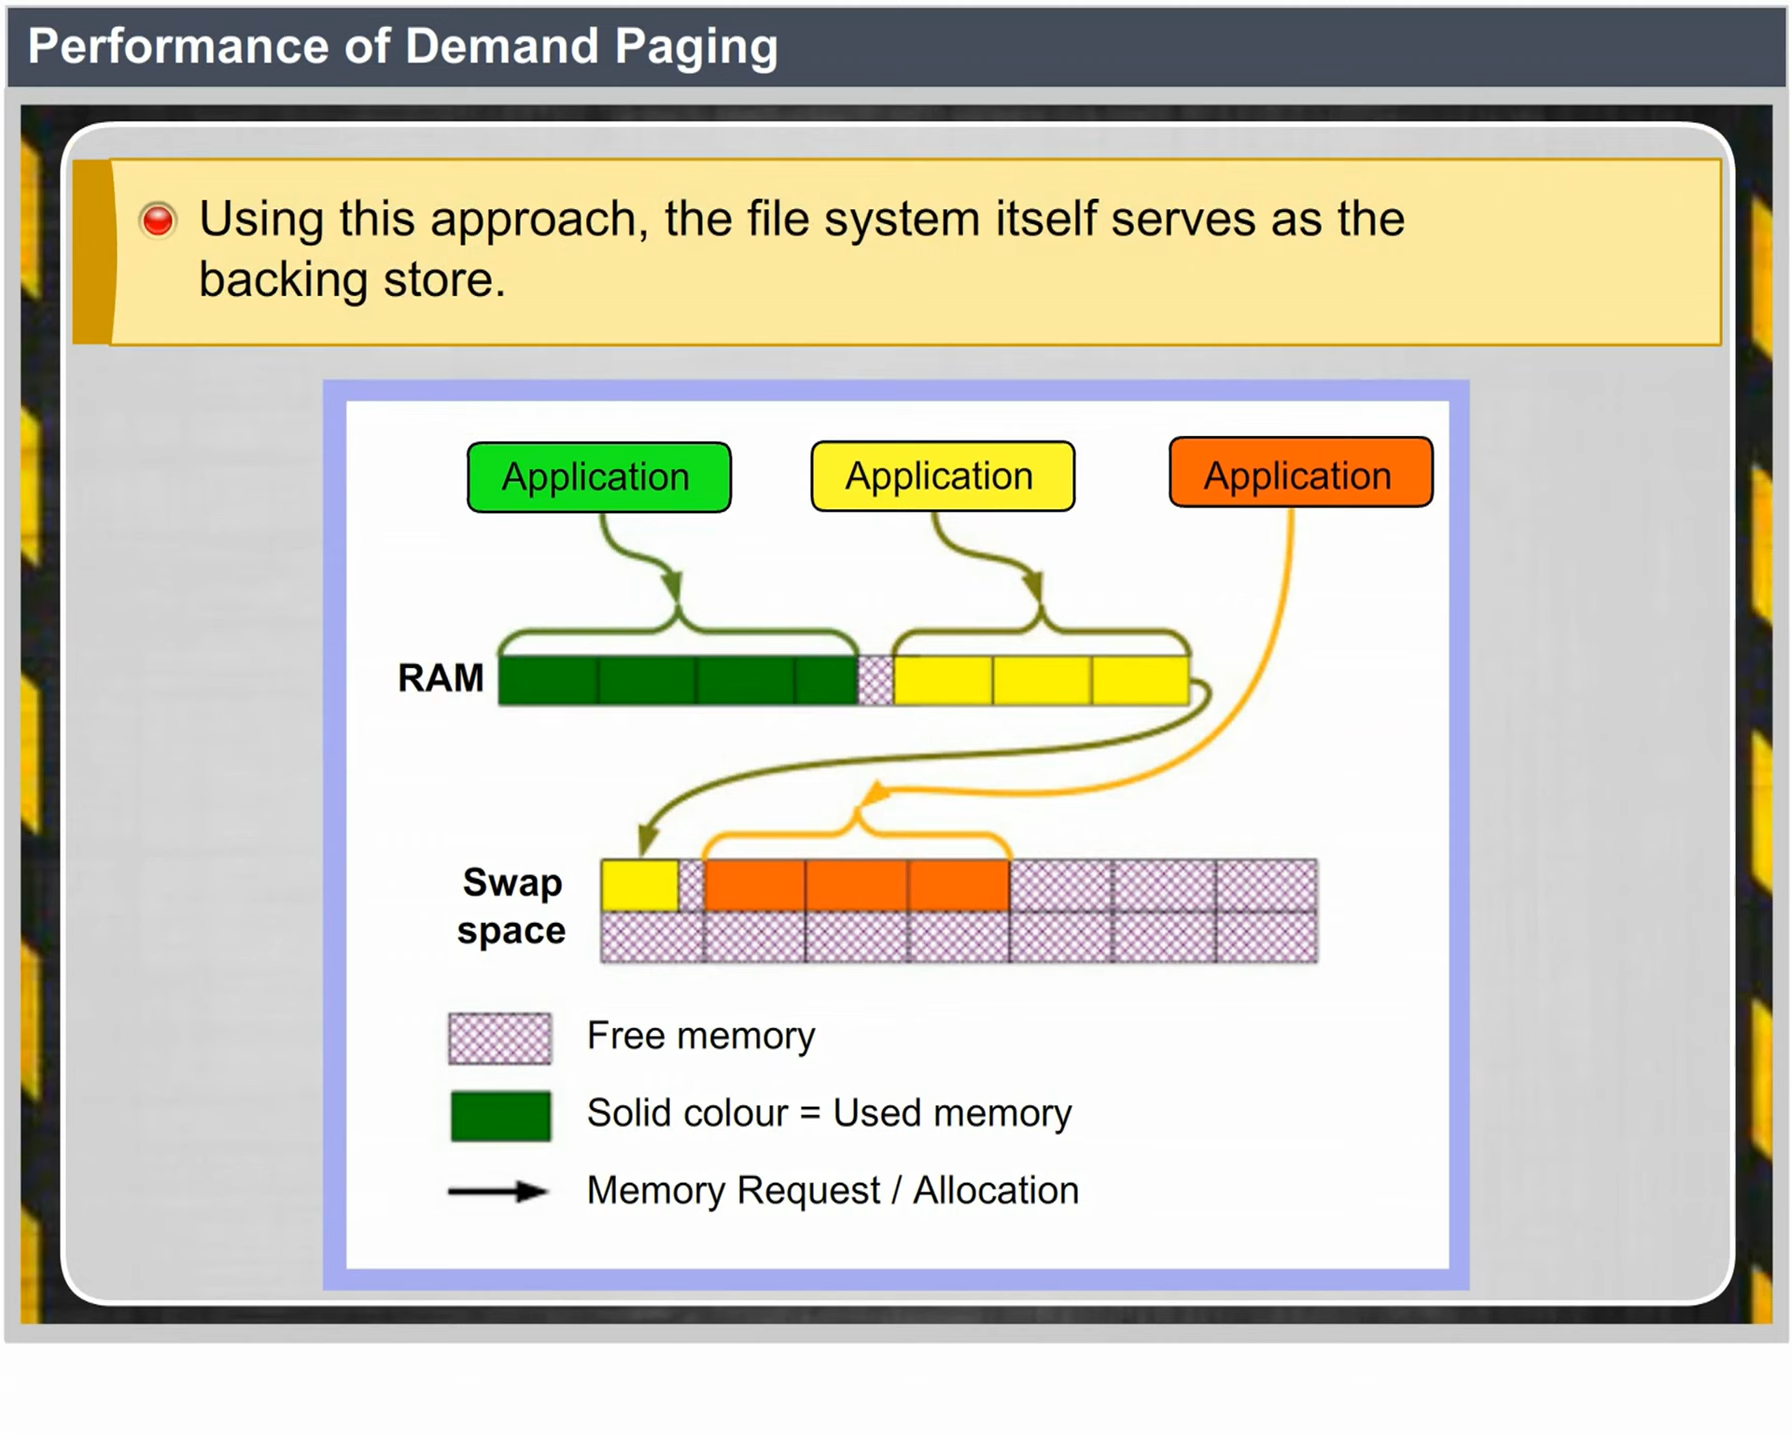 Performance of Demand Paging
Using this approach, the file system itself serves as the
backing store.
Application
Application
Application
RAM
Swap
space
Free memory
Solid colour = Used memory
Memory Request / Allocation